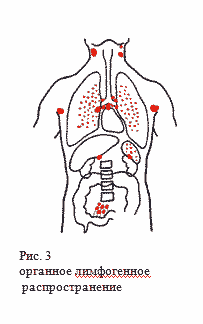 Рис. 3
органное лимфогенное
распространение